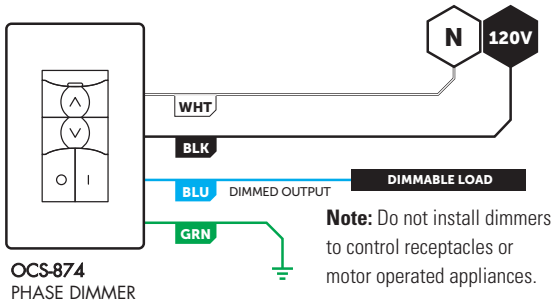 N
120V
WHT
BLK
BLU
DIMMED OUTPUT
DIMMABLE LOAD
GRN
O I
Note: Do not install dimmers
to control receptacles or
motor operated appliances.
OCS-874
PHASE DIMMER